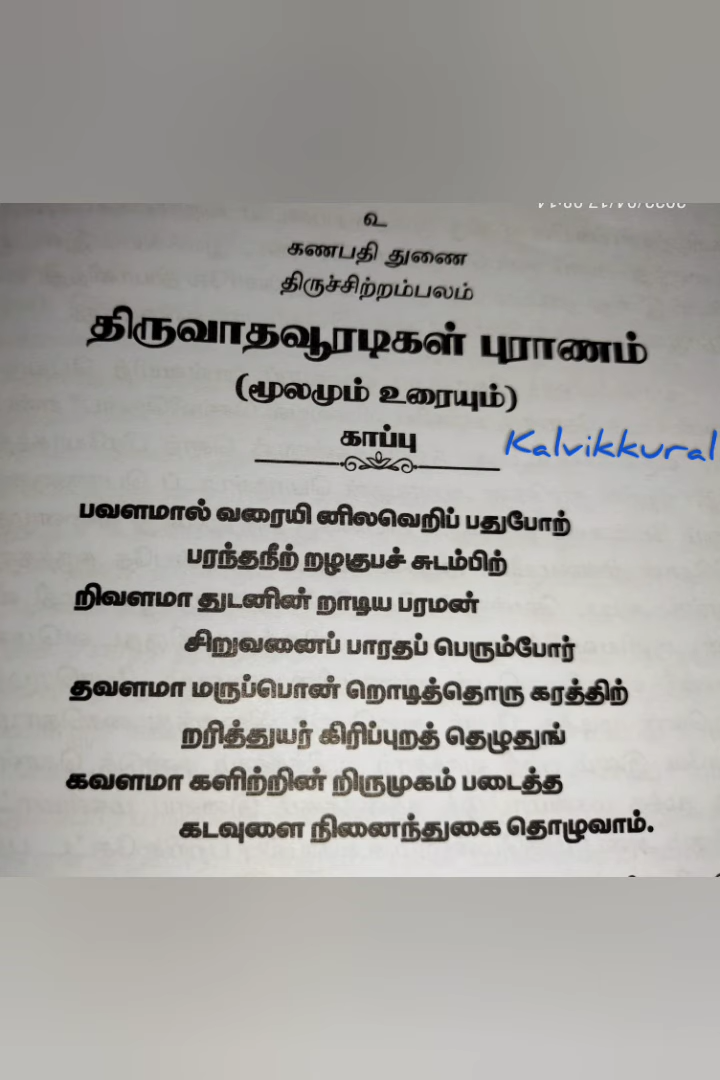 உ
கணபதி துணை
திருச்சிற்றம்பலம்
திருவாதவூரடிகள் புராணம்
(மூலமும் உரையும்)
காப்பு
Kalvikkural
பவளமால் வரையி னிலவெறிப் பதுபோற்
பரந்தநீற் றழகுபச் சுடம்பிற்
றிவளமா துடனின் றாடிய பரமன்
சிறுவனைப் பாரதப் பெரும்போர்
தவளமா மருப்பொன் றொடித்தொரு கரத்திற்
றரித்துயர் கிரிப்புறத் தெழுதுங்
கவளமா களிற்றின் றிருமுகம் படைத்த
கடவுளை நினைந்துகை தொழுவாம்.